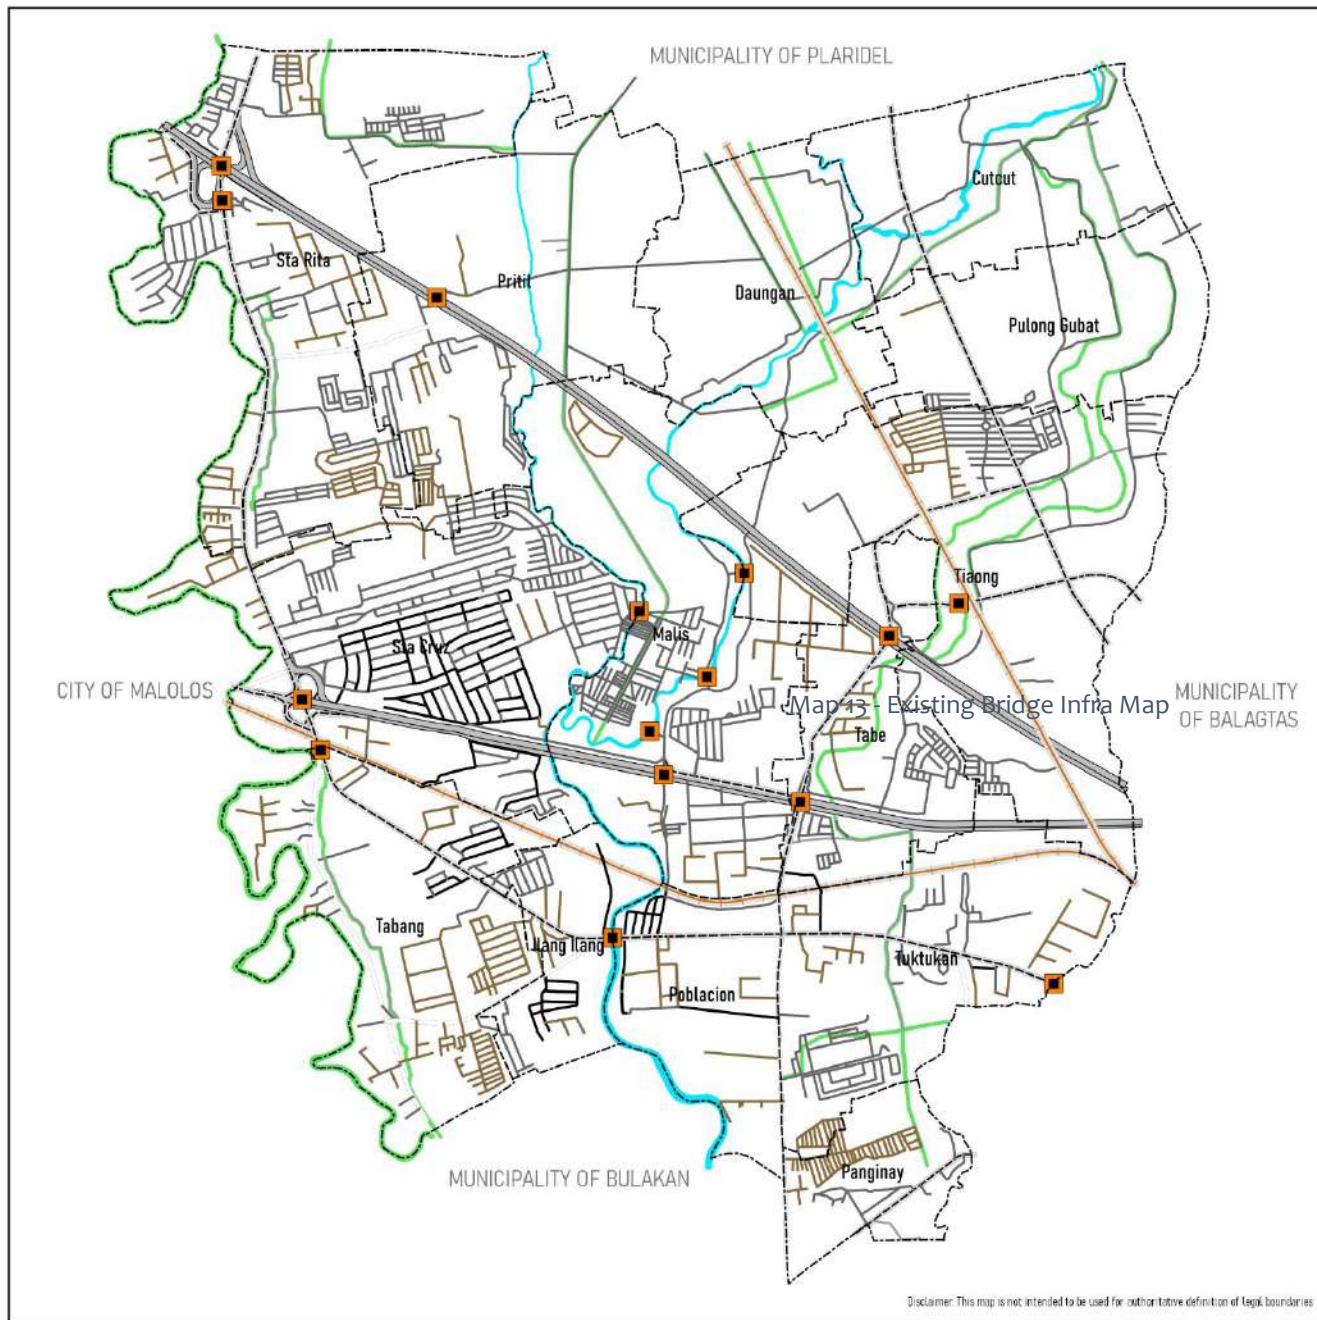 MUNICIPALITY OF PLARIDEL
Cutcut
Sta Rita
Pritil
Daungan
Pulong Gubat
Tiaong
Malis
Sta Cruz
CITY OF MALOLOS
MUNICIPALITY
OF BALAGTAS
Map 13 - Existing Bridge Infra Map
Tabe
Tabang
Ilang Ilang
Tuktukan
Poblacion
Panginay
MUNICIPALITY OF BULAKAN
Disclaimer: This map is not intended to be used for authoritative definition of legal boundaries